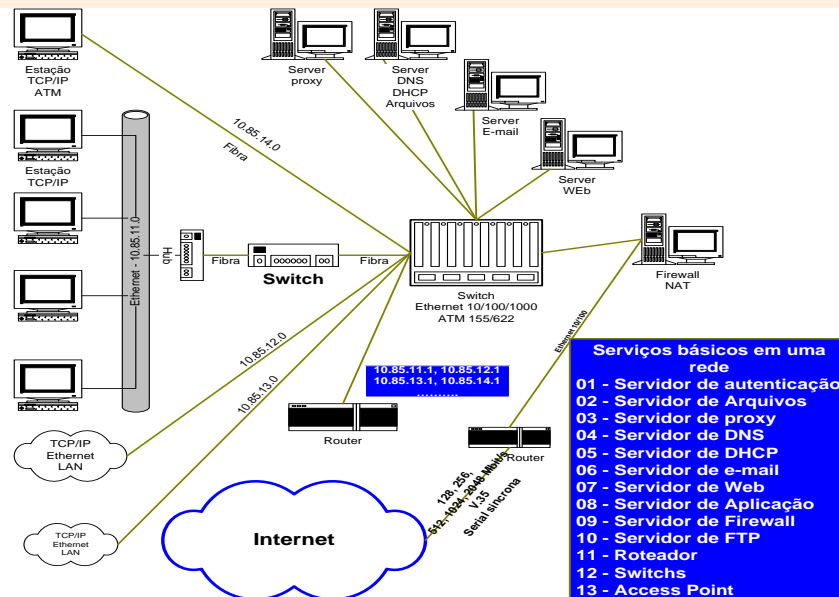 Estação
TCP/IP
ATM
Server
proxy
Server
DNS
DHCP
Arquivos
Server
E-mail
Server
WEb
10.85.14.0
Fibra
Estação
TCP/IP
Ethernet - 10.85.11.0
Hub
Fibra
Switch
Fibra
Switch
Ethernet 10/100/1000
ATM 155/622
Firewall
NAT
Ethernet 10/100
10.85.12.0
10.85.13.0
10.85.11.1, 10.85.12.1
10.85.13.1, 10.85.14.1
..........
Router
Router
TCP/IP
Ethernet
LAN
TCP/IP
Ethernet
LAN
Internet
128, 256,
512, 1024, 2048 Mbit/s
V.35
Serial sincrona
Serviços básicos em uma
rede
01 - Servidor de autenticação
02 - Servidor de Arquivos
03 - Servidor de proxy
04 - Servidor de DNS
05 - Servidor de DHCP
06 - Servidor de e-mail
07 - Servidor de Web
08 - Servidor de Aplicação
09 - Servidor de Firewall
10 - Servidor de FTP
11 - Roteador
12 - Switchs
13 - Access Point